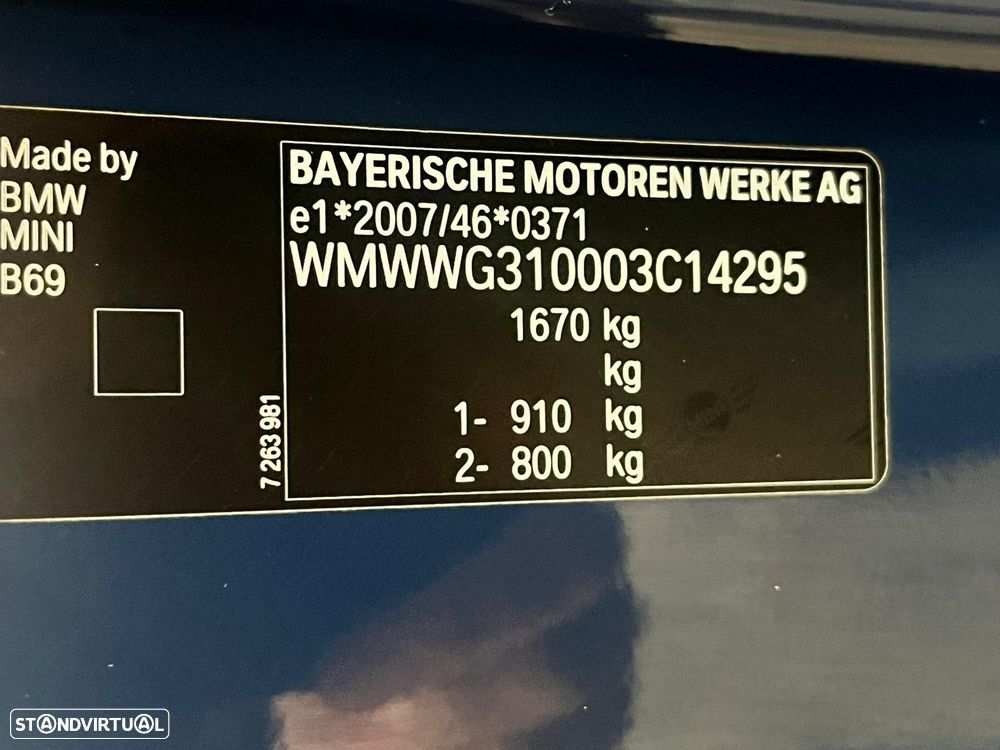 Made by
BMW
MINI
B69
7 263 981
BAYERISCHE MOTOREN WERKE AG
e1*2007/46*0371
WMWWG310003C14295
1670 kg
kg
1- 910 kg
2- 800 kg
STANDVIRTUAL